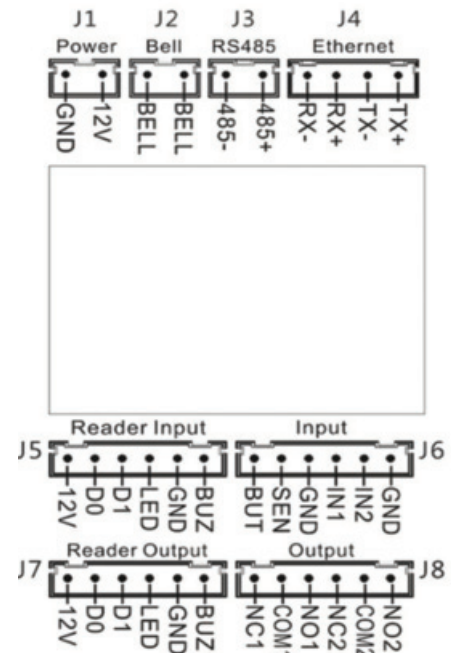 J1 J2 J3 J4
Power Bell RS485 Ethernet
GND 12V BELL BELL 485- 485+ RX- RX+ TX- TX+
Reader Input Input
J5 J6
12V D0 D1 LED GND BUZ BUT SEN GND IN1 IN2 GND
Reader Output Output
J7 J8
12V D0 D1 LED GND BUZ NC1 COM1 NO1 NC2 COM2 NO2